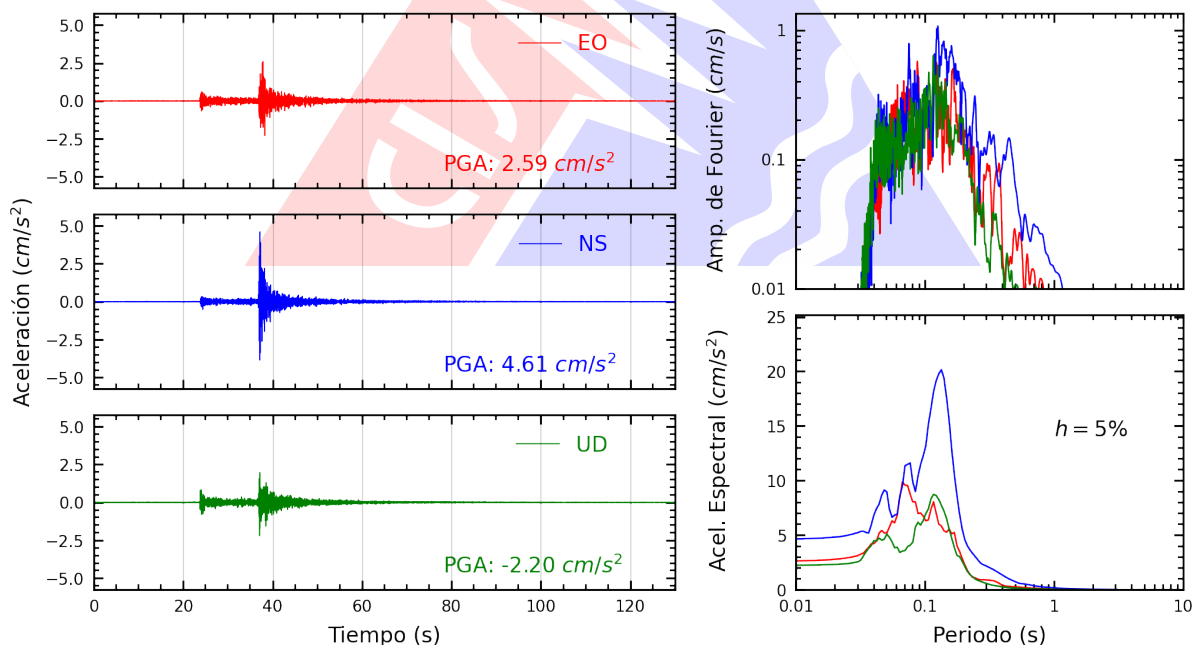 Aceleración (cm/s²)
5.0
2.5
0.0
−2.5
−5.0
EO
PGA: 2.59 cm/s²
5.0
2.5
0.0
−2.5
−5.0
NS
PGA: 4.61 cm/s²
5.0
2.5
0.0
−2.5
−5.0
UD
PGA: -2.20 cm/s²
0 20 40 60 80 100 120
Tiempo (s)
Amp. de Fourier (cm/s)
1
0.1
0.01
Acel. Espectral (cm/s²)
25
20
15
10
5
0
h = 5%
0.01 0.1 1 10
Periodo (s)